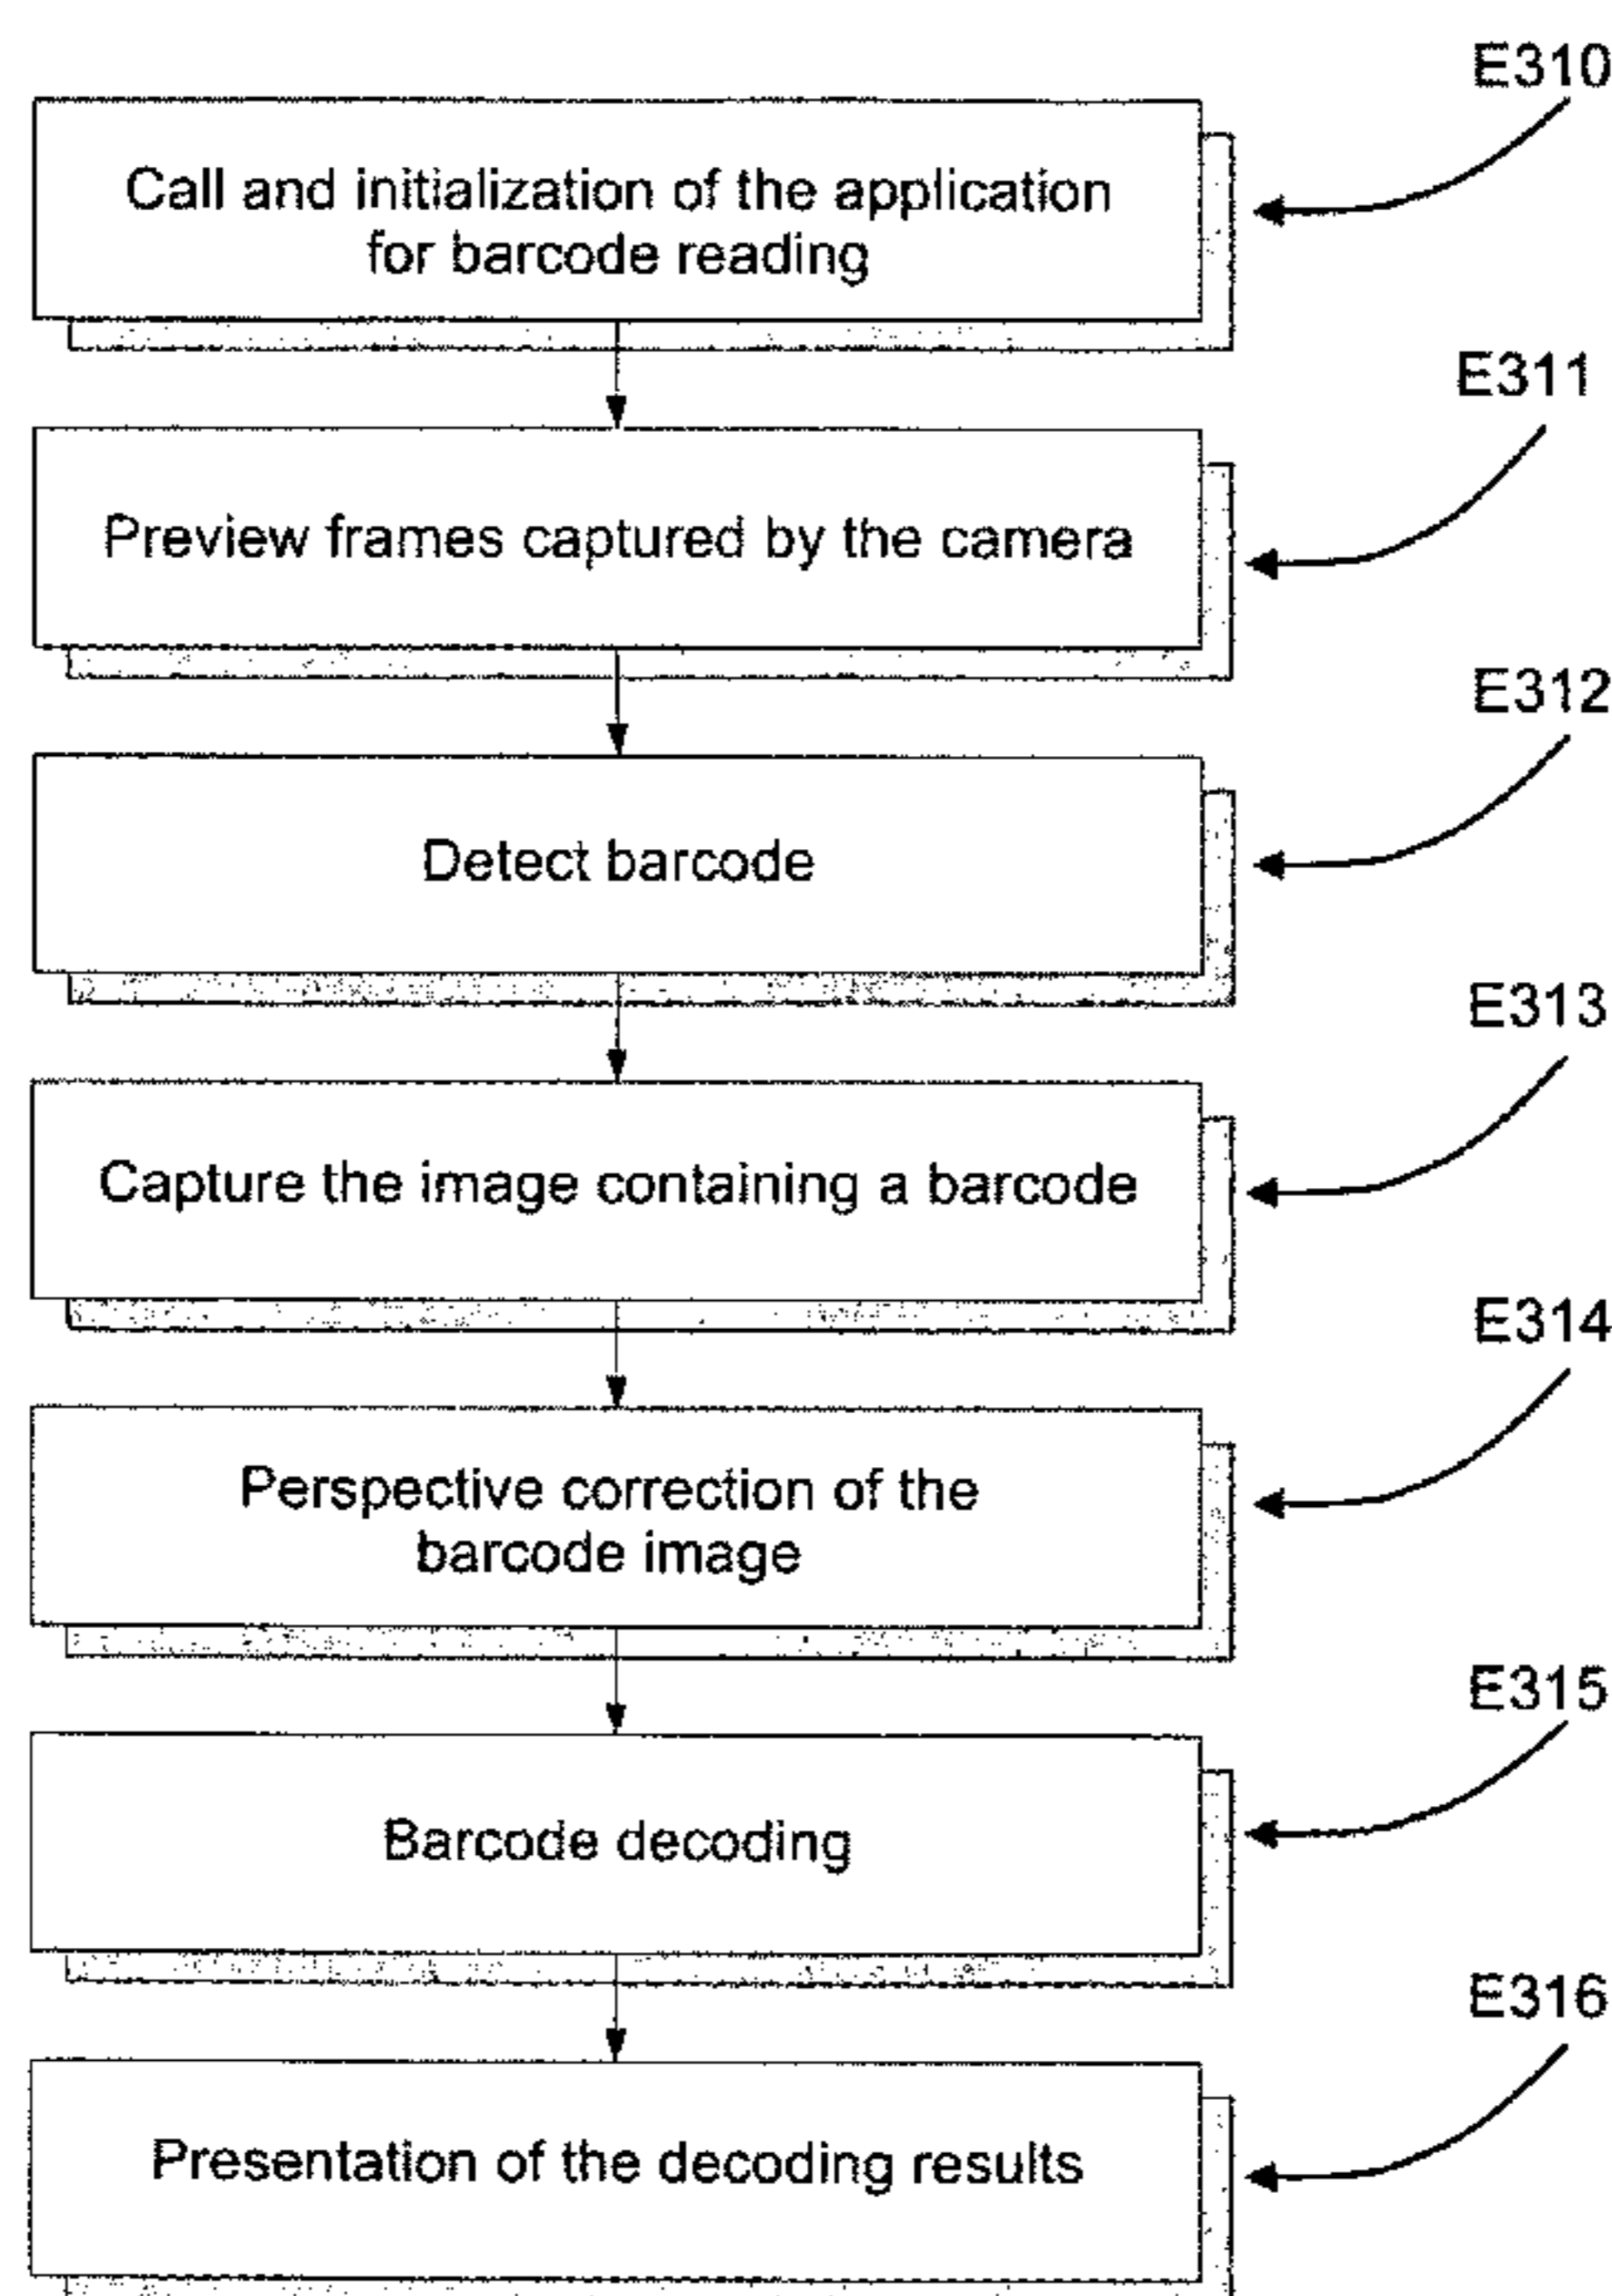 E310
Call and initialization of the application
for barcode reading
E311
Preview frames captured by the camera
E312
Detect barcode
E313
Capture the image containing a barcode
E314
Perspective correction of the
barcode image
E315
Barcode decoding
E316
Presentation of the decoding results